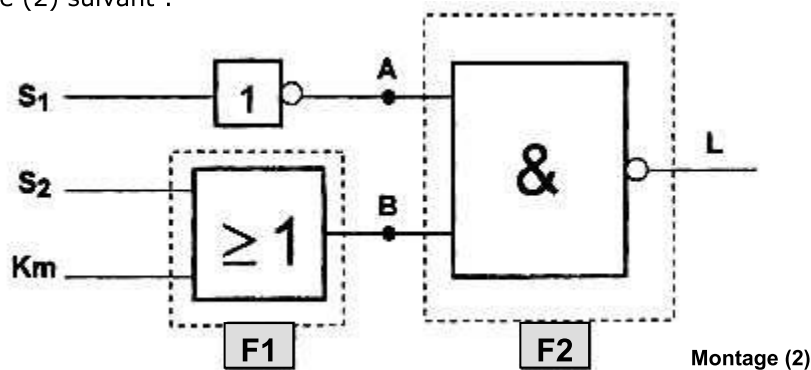 e (2) suivant :
A
S1
1
L
S2
&
B
≥ 1
Km
F1
F2
Montage (2)